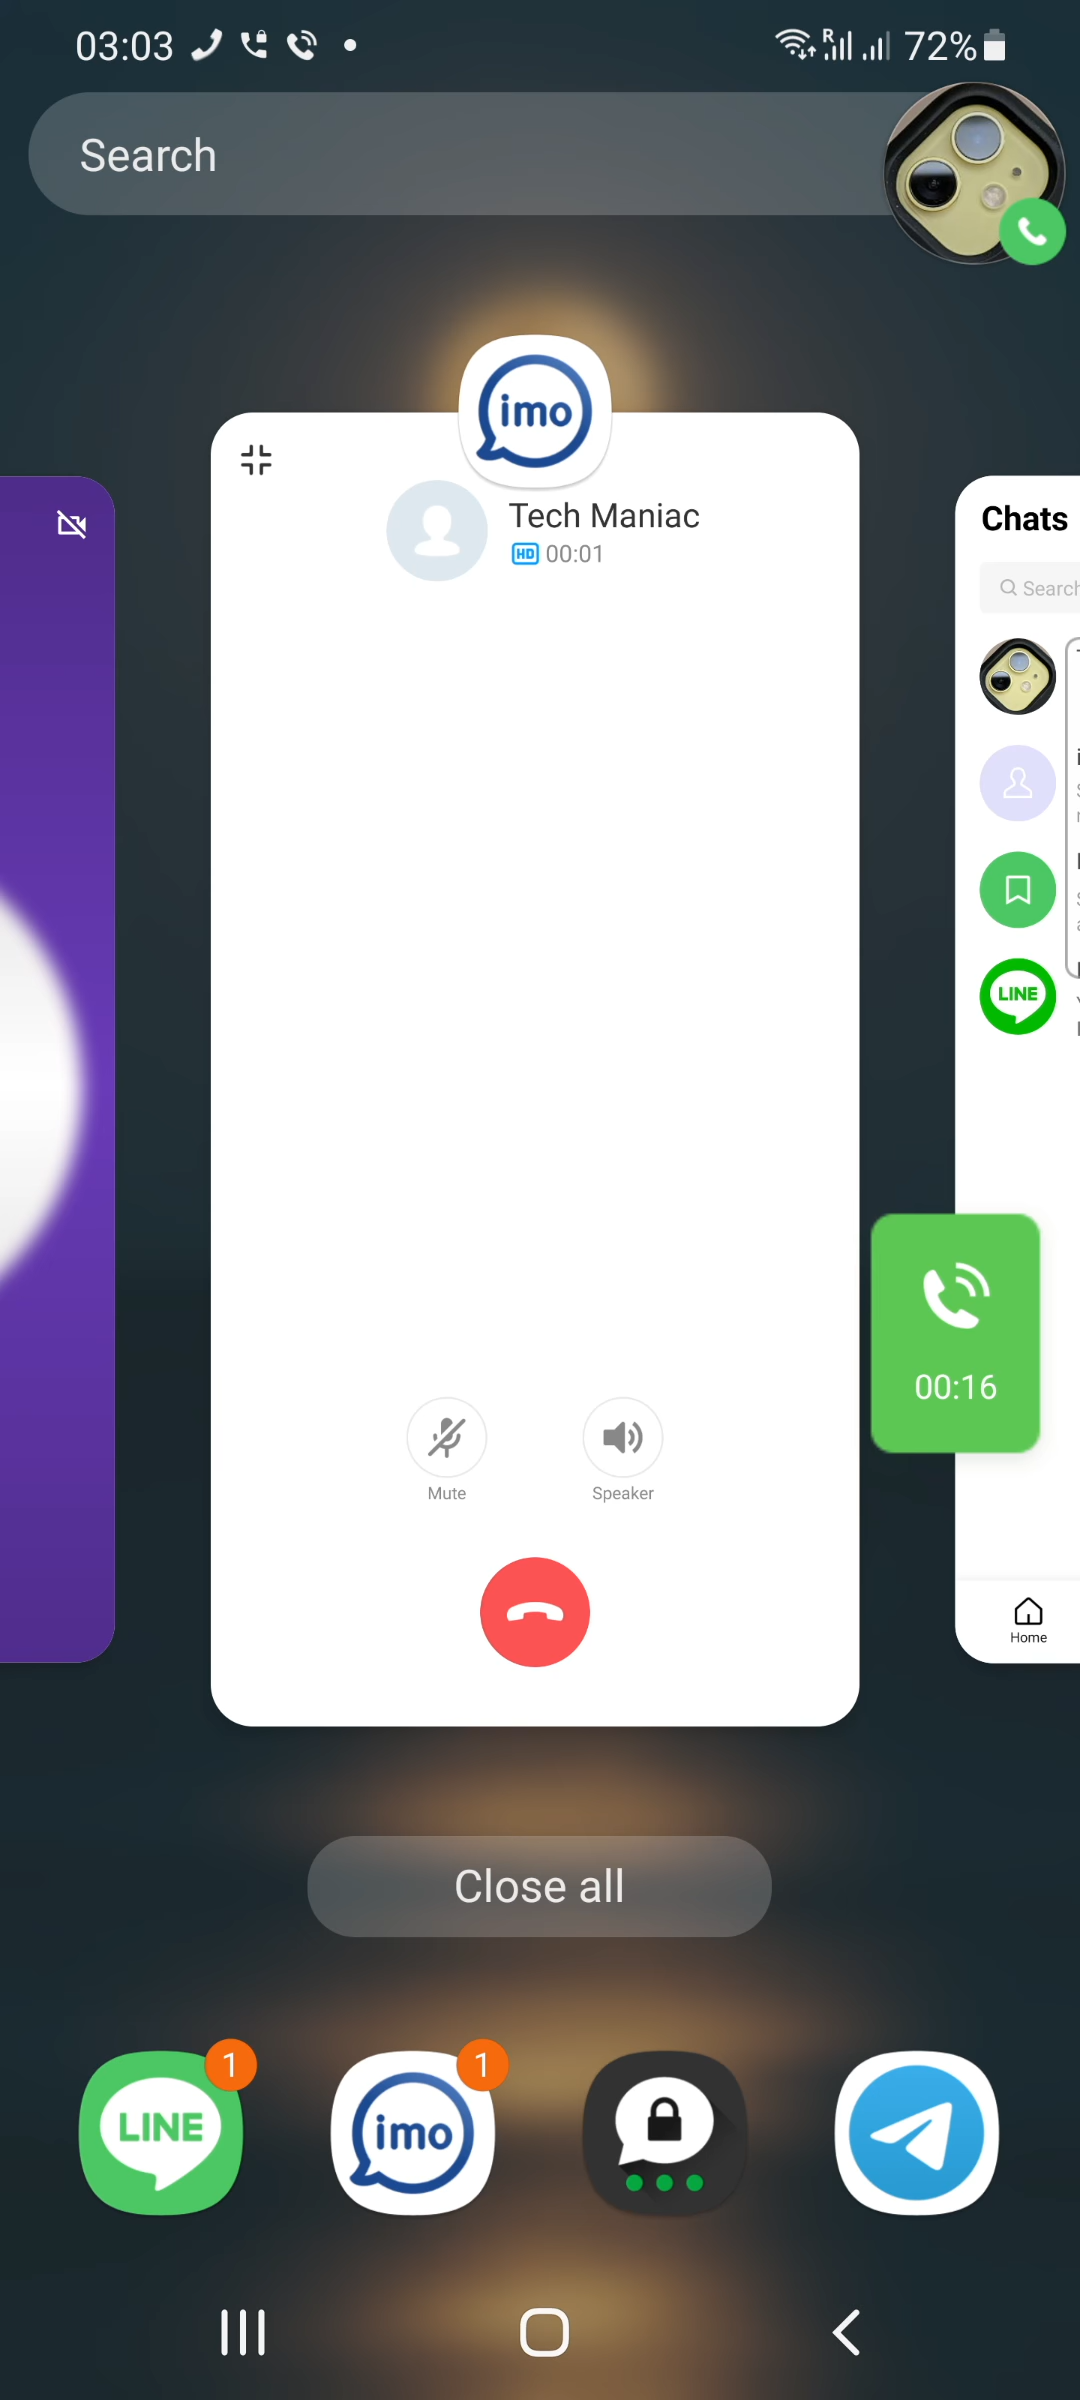 03:03
R
72%
Search
imo
Tech Maniac
HD 00:01
Chats
Search
LINE
00:16
Mute
Speaker
Home
Close all
1
1
LINE
imo